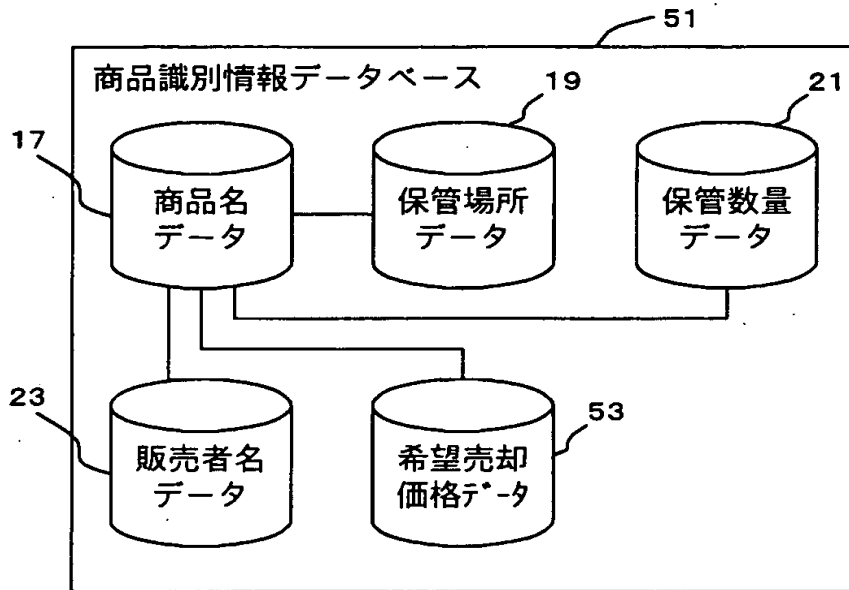 51
商品識別情報データベース
19
21
17
商品名
データ
保管場所
データ
保管数量
データ
23
53
販売者名
データ
希望売却
価格ﾃﾞｰﾀ